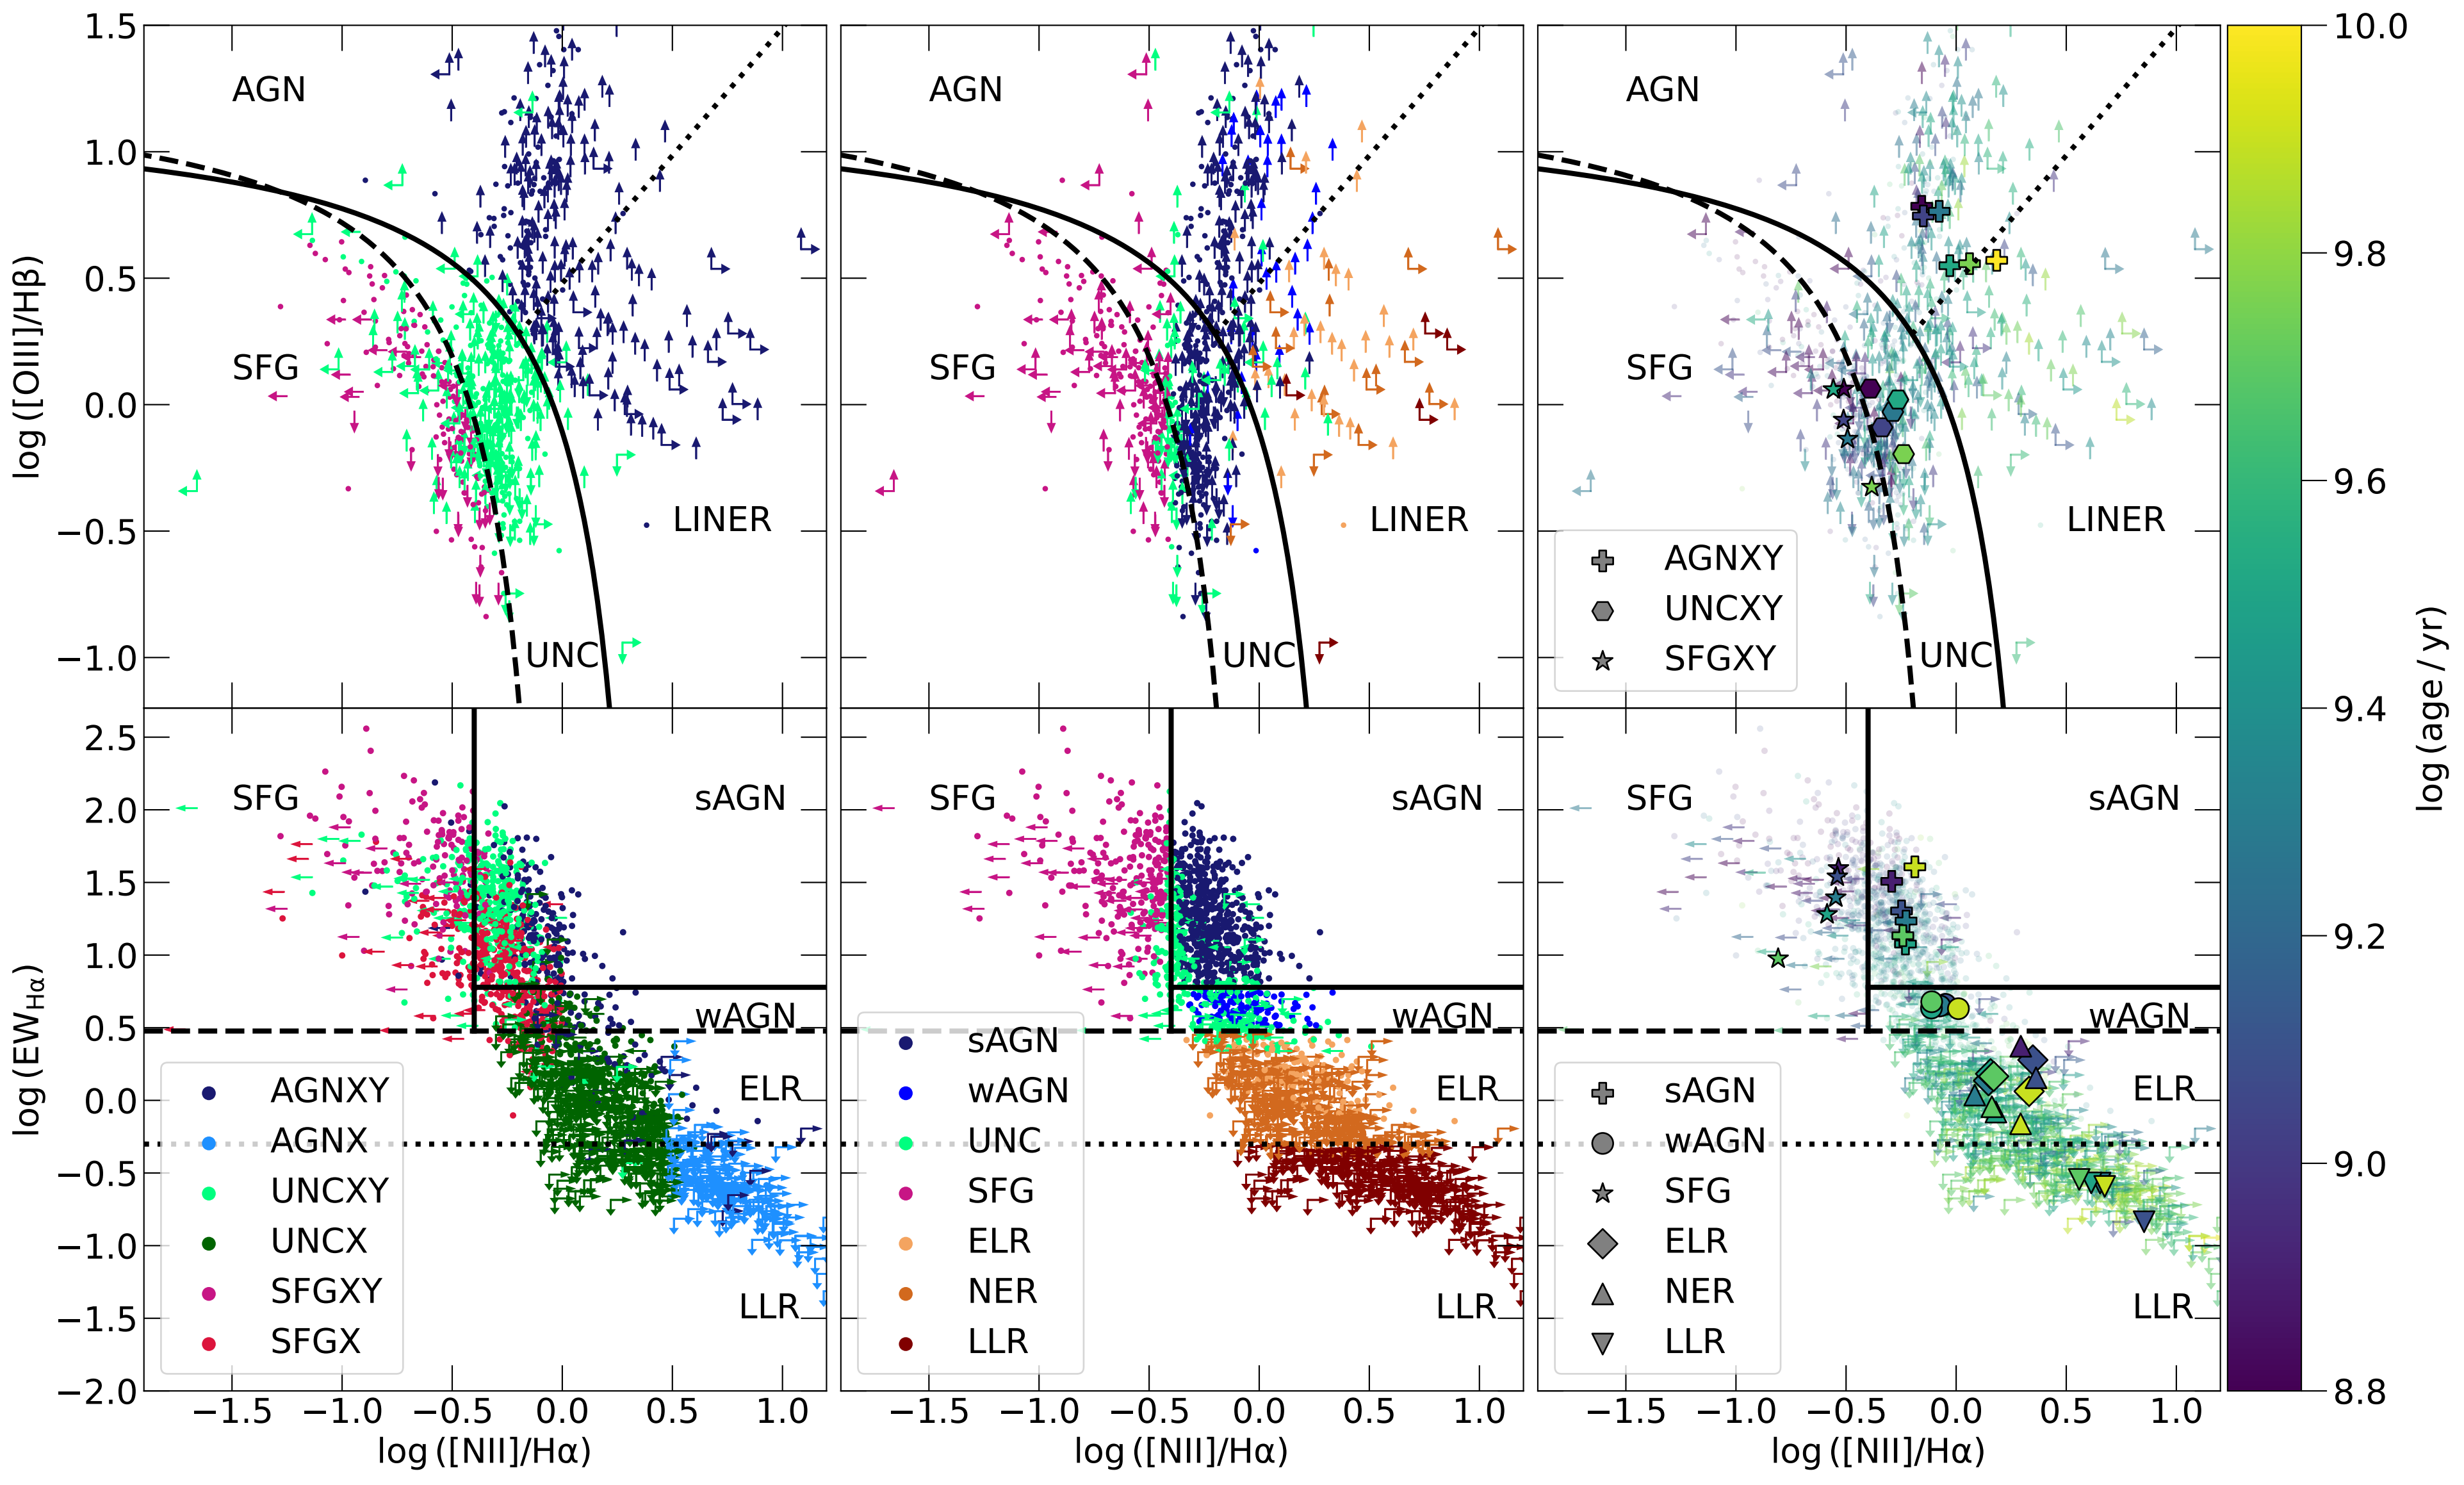 1.5
1.0
0.5
0.0
−0.5
−1.0
log ([OIII]/Hβ)
AGN
SFG
LINER
UNC
AGN
SFG
LINER
UNC
AGN
SFG
LINER
UNC
AGNXY
UNCXY
SFGXY
2.5
2.0
1.5
1.0
0.5
0.0
−0.5
−1.0
−1.5
−2.0
log (EWHα)
SFG
sAGN
wAGN
ELR
LLR
AGNXY
AGNX
UNCXY
UNCX
SFGXY
SFGX
−1.5 −1.0 −0.5 0.0 0.5 1.0
log ([NII]/Hα)
SFG
sAGN
wAGN
ELR
LLR
sAGN
wAGN
UNC
SFG
ELR
NER
LLR
−1.5 −1.0 −0.5 0.0 0.5 1.0
log ([NII]/Hα)
SFG
sAGN
wAGN
ELR
LLR
sAGN
wAGN
SFG
ELR
NER
LLR
−1.5 −1.0 −0.5 0.0 0.5 1.0
log ([NII]/Hα)
10.0
9.8
9.6
9.4
9.2
9.0
8.8
log (age / yr)